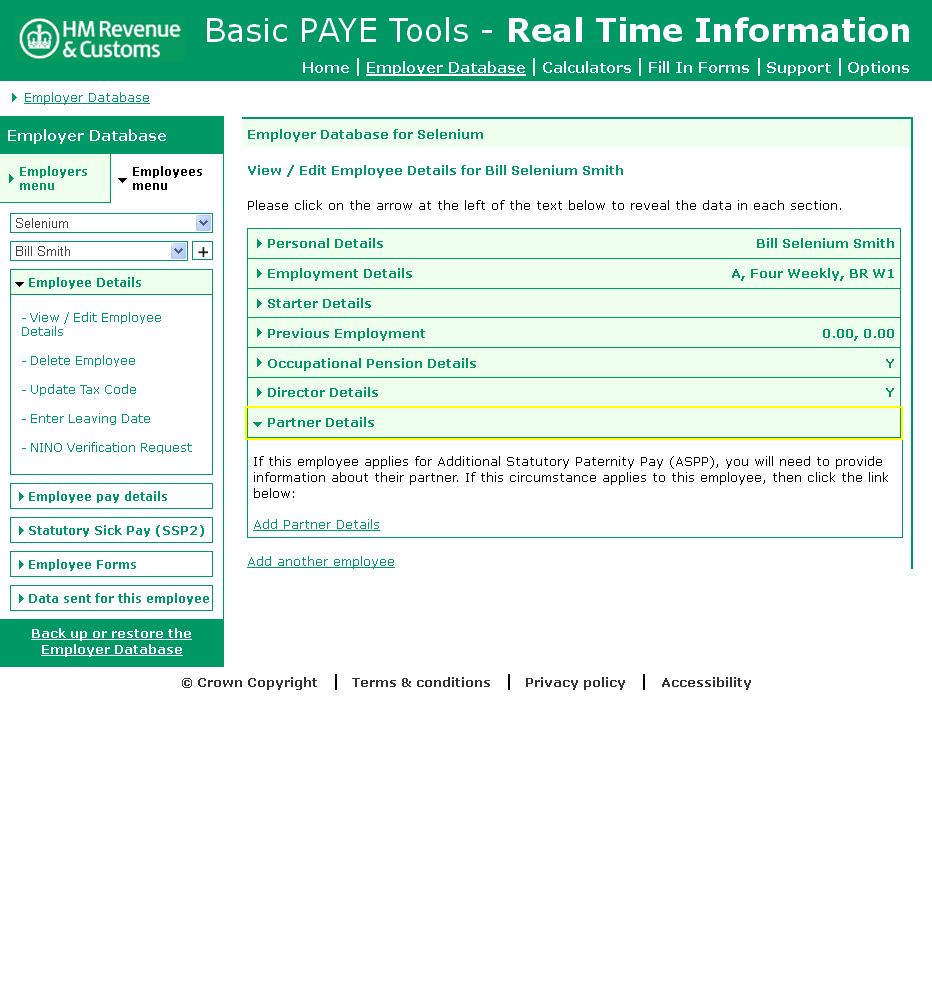 HM Revenue
& Customs
Basic PAYE Tools - Real Time Information
Home | Employer Database | Calculators | Fill In Forms | Support | Options
Employer Database
Employer Database
Employers
menu
Employees
menu
Selenium
Bill Smith
+
Employee Details
- View / Edit Employee
Details
- Delete Employee
- Update Tax Code
- Enter Leaving Date
- NINO Verification Request
Employee pay details
Statutory Sick Pay (SSP2)
Employee Forms
Data sent for this employee
Back up or restore the
Employer Database
Employer Database for Selenium
View / Edit Employee Details for Bill Selenium Smith
Please click on the arrow at the left of the text below to reveal the data in each section.
Personal Details Bill Selenium Smith
Employment Details A, Four Weekly, BR W1
Starter Details
Previous Employment 0.00, 0.00
Occupational Pension Details Y
Director Details Y
Partner Details
If this employee applies for Additional Statutory Paternity Pay (ASPP), you will need to provide
information about their partner. If this circumstance applies to this employee, then click the link
below:
Add Partner Details
Add another employee
© Crown Copyright | Terms & conditions | Privacy policy | Accessibility